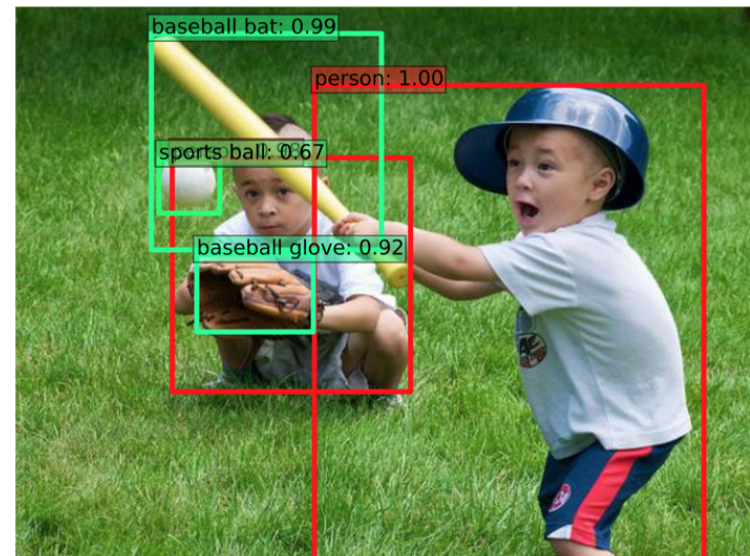 baseball bat: 0.99
person: 1.00
sports ball: 0.67
baseball glove: 0.92